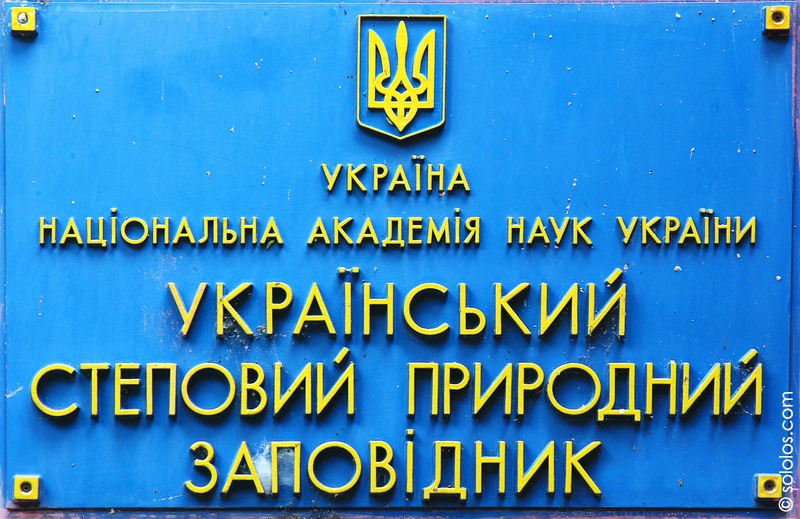 УКРАЇНА
НАЦІОНАЛЬНА АКАДЕМІЯ НАУК УКРАЇНИ
УКРАЇНСЬКИЙ
СТЕПОВИЙ ПРИРОДНИЙ
ЗАПОВІДНИК
© sololos.com